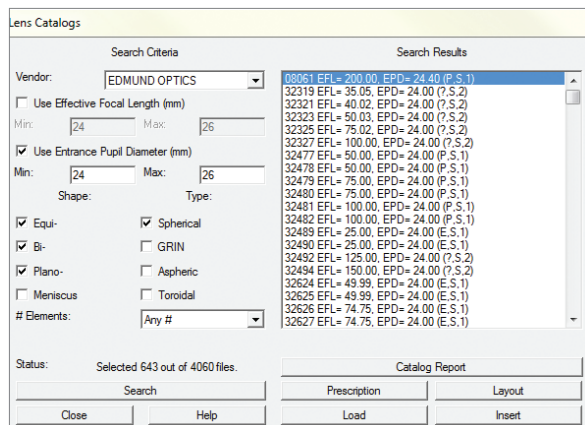 Lens Catalogs
Search Criteria
Vendor: EDMUND OPTICS
Use Effective Focal Length (mm)
Min: 24 Max: 26
Use Entrance Pupil Diameter (mm)
Min: 24 Max: 26
Shape: Type:
Equi- Spherical
Bi- GRIN
Plano- Aspheric
Meniscus Toroidal
# Elements: Any #
Search Results
08061 EFL= 200.00, EPD= 24.40 (P,S,1)
32319 EFL= 35.05, EPD= 24.00 (?,S,2)
32321 EFL= 40.02, EPD= 24.00 (?,S,2)
32323 EFL= 50.03, EPD= 24.00 (?,S,2)
32325 EFL= 75.02, EPD= 24.00 (?,S,2)
32327 EFL= 100.00, EPD= 24.00 (?,S,2)
32477 EFL= 50.00, EPD= 24.00 (P,S,1)
32478 EFL= 50.00, EPD= 24.00 (P,S,1)
32479 EFL= 75.00, EPD= 24.00 (P,S,1)
32480 EFL= 75.00, EPD= 24.00 (P,S,1)
32481 EFL= 100.00, EPD= 24.00 (P,S,1)
32482 EFL= 100.00, EPD= 24.00 (P,S,1)
32489 EFL= 25.00, EPD= 24.00 (E,S,1)
32490 EFL= 25.00, EPD= 24.00 (E,S,1)
32492 EFL= 125.00, EPD= 24.00 (?,S,2)
32494 EFL= 150.00, EPD= 24.00 (?,S,2)
32624 EFL= 49.99, EPD= 24.00 (E,S,1)
32625 EFL= 49.99, EPD= 24.00 (E,S,1)
32626 EFL= 74.75, EPD= 24.00 (E,S,1)
32627 EFL= 74.75, EPD= 24.00 (E,S,1)
Status: Selected 643 out of 4060 files.
Search
Close Help
Catalog Report
Prescription Layout
Load Insert